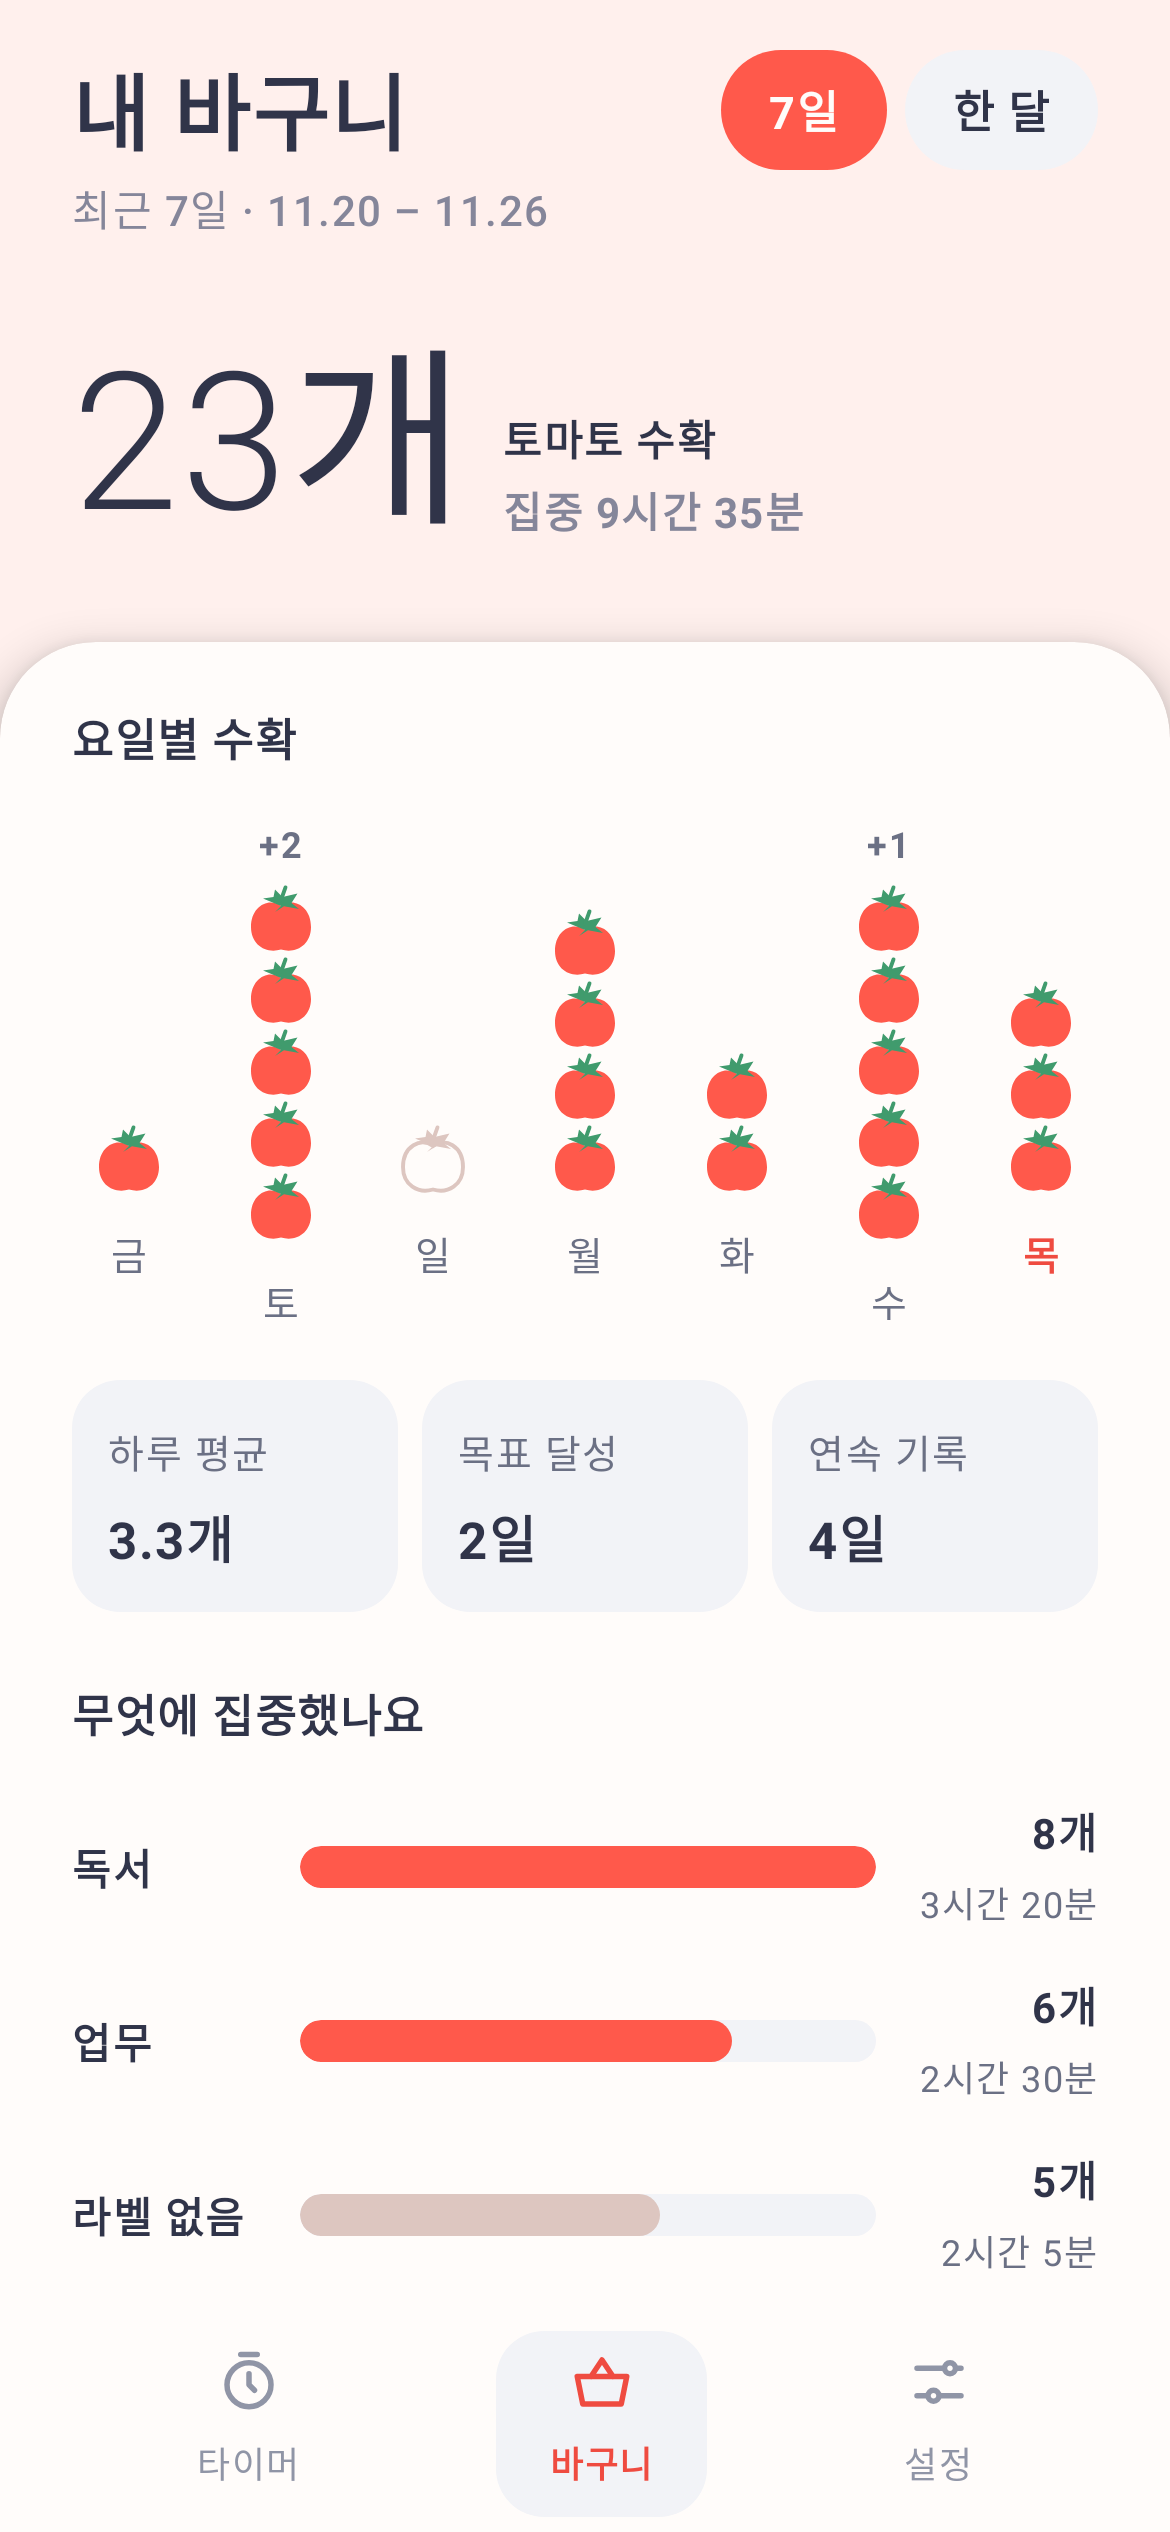 내 바구니
7일
한 달
최근 7일 · 11.20 – 11.26
23개
토마토 수확
집중 9시간 35분
요일별 수확
+2
+1
금
토
일
월
화
수
목
하루 평균
3.3개
목표 달성
2일
연속 기록
4일
무엇에 집중했나요
독서
8개
3시간 20분
업무
6개
2시간 30분
라벨 없음
5개
2시간 5분
타이머
바구니
설정